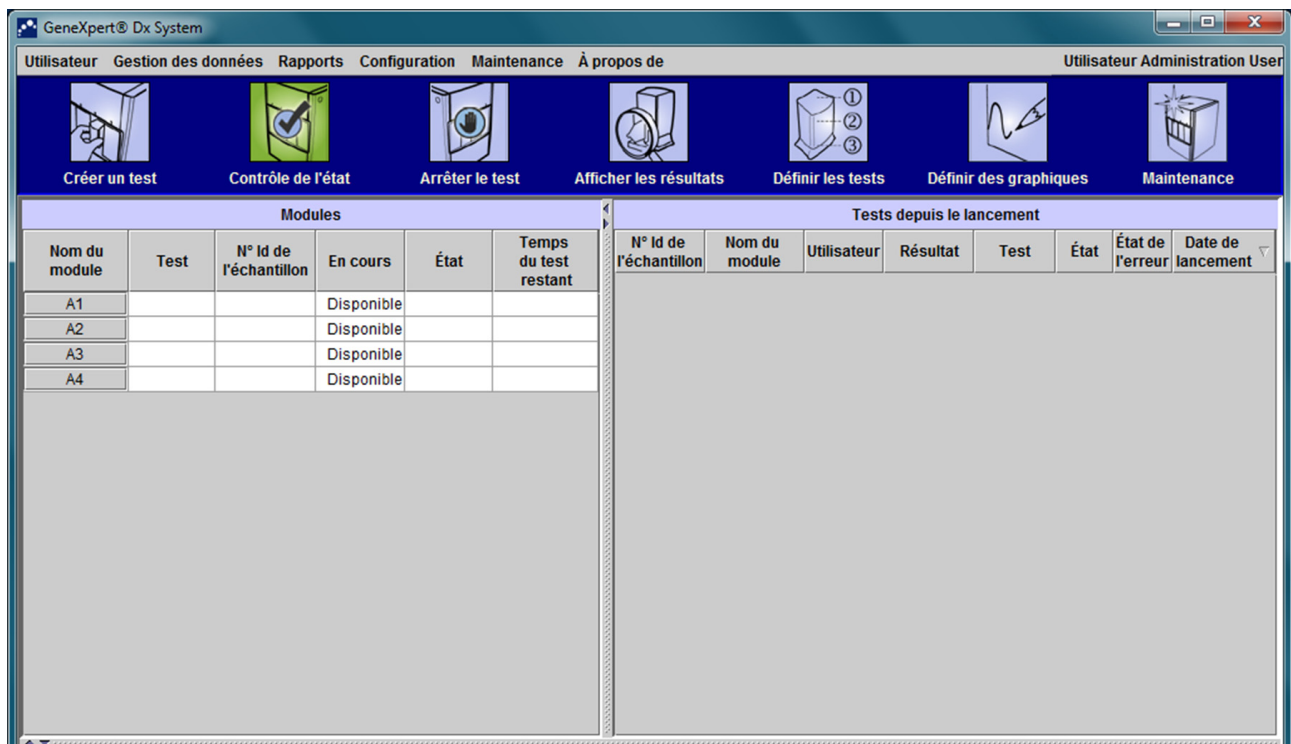 GeneXpert® Dx System
Utilisateur Gestion des données Rapports Configuration Maintenance À propos de Utilisateur Administration User
① ② ③
Créer un test Contrôle de l'état Arrêter le test Afficher les résultats Définir les tests Définir des graphiques Maintenance
Modules
Nom du module Test N° Id de l'échantillon En cours État Temps du test restant
A1 Disponible
A2 Disponible
A3 Disponible
A4 Disponible
Tests depuis le lancement
N° Id de l'échantillon Nom du module Utilisateur Résultat Test État État de l'erreur Date de lancement